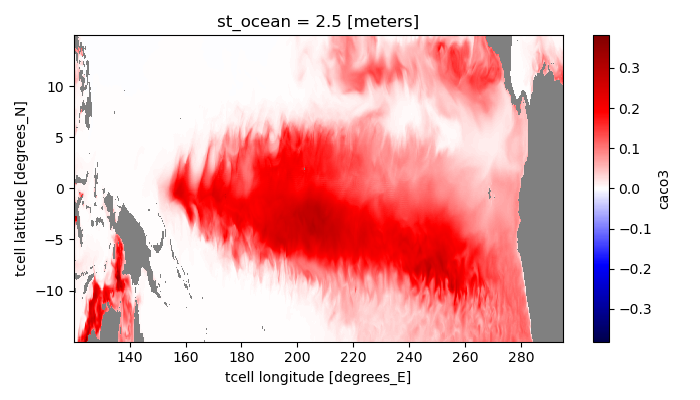 st_ocean = 2.5 [meters]
tcell latitude [degrees_N]
10
5
0
−5
−10
140 160 180 200 220 240 260 280
tcell longitude [degrees_E]
0.3
0.2
0.1
0.0
−0.1
−0.2
−0.3
caco3